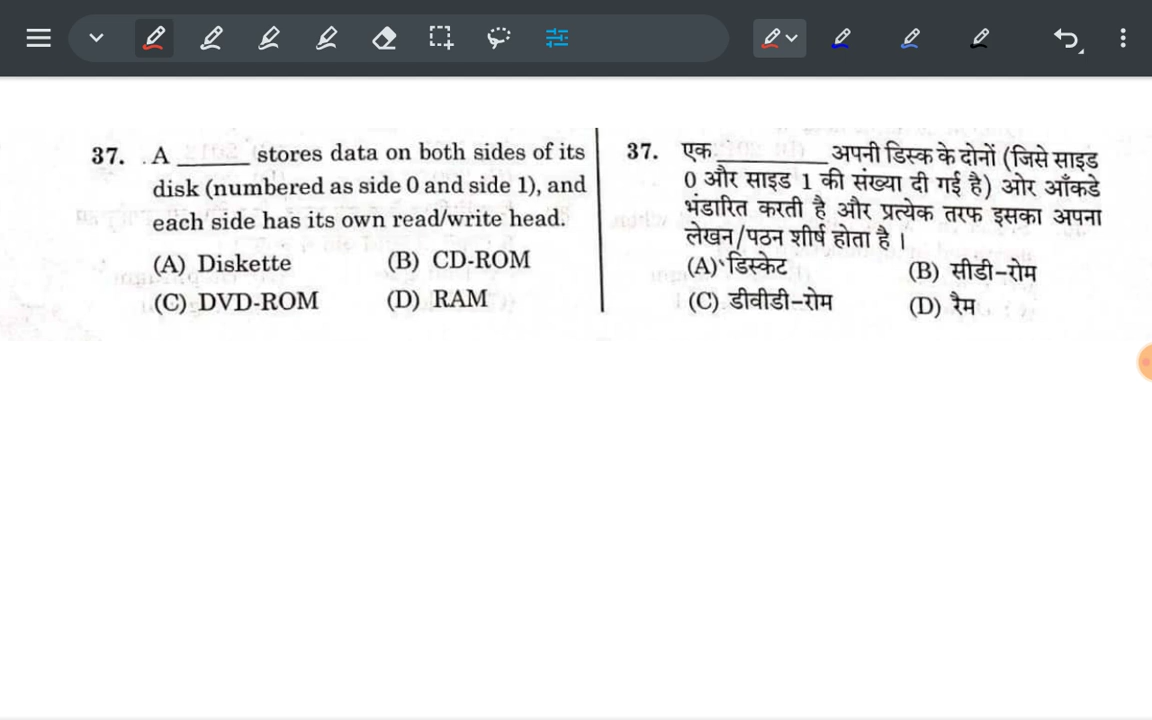 37. A ______ stores data on both sides of its
disk (numbered as side 0 and side 1), and
each side has its own read/write head.
(A) Diskette (B) CD-ROM
(C) DVD-ROM (D) RAM
37. एक ________ अपनी डिस्क के दोनों (जिसे साइड
0 और साइड 1 की संख्या दी गई है) ओर आँकडे
भंडारित करती है और प्रत्येक तरफ इसका अपना
लेखन/पठन शीर्ष होता है ।
(A) डिस्केट (B) सीडी-रोम
(C) डीवीडी-रोम (D) रैम